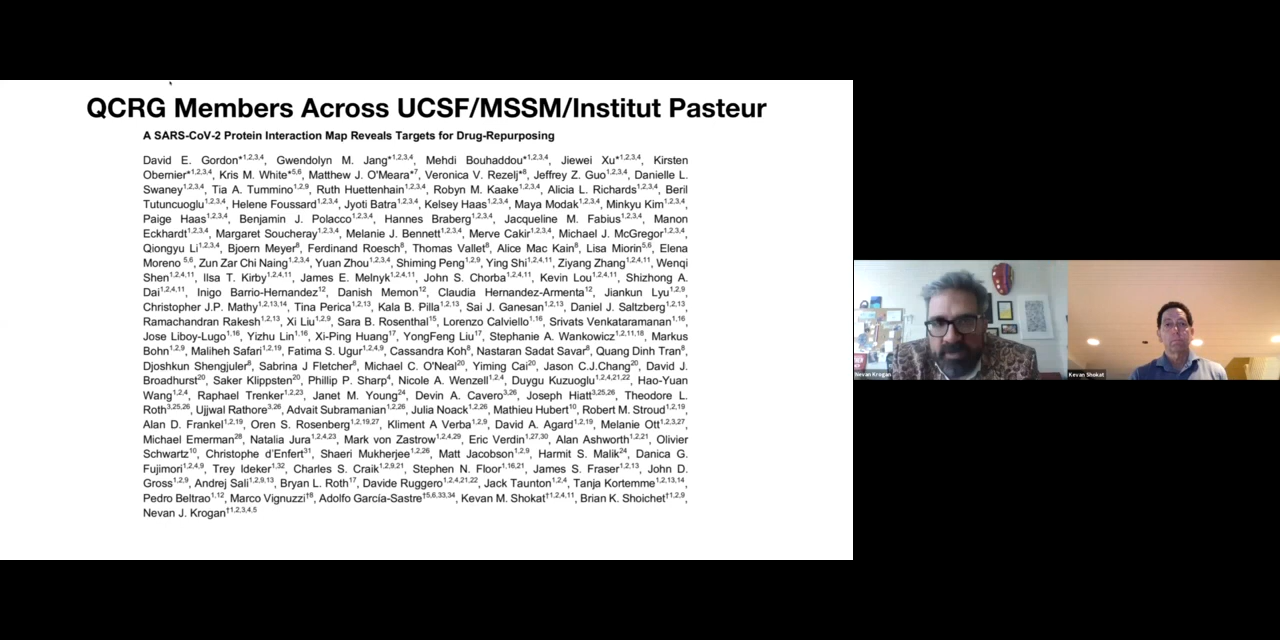 QCRG Members Across UCSF/MSSM/Institut Pasteur
A SARS-CoV-2 Protein Interaction Map Reveals Targets for Drug-Repurposing
David E. Gordon*1,2,3,4, Gwendolyn M. Jang*1,2,3,4, Mehdi Bouhaddou*1,2,3,4, Jiewei Xu*1,2,3,4, Kirsten
Obernier*1,2,3,4, Kris M. White*5,6, Matthew J. O'Meara*7, Veronica V. Rezelj*8, Jeffrey Z. Guo1,2,3,4, Danielle L.
Swaney1,2,3,4, Tia A. Tummino1,2,9, Ruth Huettenhain1,2,3,4, Robyn M. Kaake1,2,3,4, Alicia L. Richards1,2,3,4, Beril
Tutuncuoglu1,2,3,4, Helene Foussard1,2,3,4, Jyoti Batra1,2,3,4, Kelsey Haas1,2,3,4, Maya Modak1,2,3,4, Minkyu Kim1,2,3,4,
Paige Haas1,2,3,4, Benjamin J. Polacco1,2,3,4, Hannes Braberg1,2,3,4, Jacqueline M. Fabius1,2,3,4, Manon
Eckhardt1,2,3,4, Margaret Soucheray1,2,3,4, Melanie J. Bennett1,2,3,4, Merve Cakir1,2,3,4, Michael J. McGregor1,2,3,4,
Qiongyu Li1,2,3,4, Bjoern Meyer8, Ferdinand Roesch8, Thomas Vallet8, Alice Mac Kain8, Lisa Miorin5,6, Elena
Moreno 5,6, Zun Zar Chi Naing1,2,3,4, Yuan Zhou1,2,3,4, Shiming Peng1,2,9, Ying Shi1,2,4,11, Ziyang Zhang1,2,4,11, Wenqi
Shen1,2,4,11, Ilsa T. Kirby1,2,4,11, James E. Melnyk1,2,4,11, John S. Chorba1,2,4,11, Kevin Lou1,2,4,11, Shizhong A.
Dai1,2,4,11, Inigo Barrio-Hernandez12, Danish Memon12, Claudia Hernandez-Armenta12, Jiankun Lyu1,2,9,
Christopher J.P. Mathy1,2,13,14, Tina Perica1,2,13, Kala B. Pilla1,2,13, Sai J. Ganesan1,2,13, Daniel J. Saltzberg1,2,13,
Ramachandran Rakesh1,2,13, Xi Liu1,2,9, Sara B. Rosenthal15, Lorenzo Calviello1,16, Srivats Venkataramanan1,16,
Jose Liboy-Lugo1,16, Yizhu Lin1,16, Xi-Ping Huang17, YongFeng Liu17, Stephanie A. Wankowicz1,2,11,18, Markus
Bohn1,2,9, Maliheh Safari1,2,19, Fatima S. Ugur1,2,4,9, Cassandra Koh8, Nastaran Sadat Savar8, Quang Dinh Tran8,
Djoshkun Shengjuler8, Sabrina J Fletcher8, Michael C. O'Neal20, Yiming Cai20, Jason C.J.Chang20, David J.
Broadhurst20, Saker Klippsten20, Phillip P. Sharp4, Nicole A. Wenzell1,2,4, Duygu Kuzuoglu1,2,4,21,22, Hao-Yuan
Wang1,2,4, Raphael Trenker1,2,23, Janet M. Young24, Devin A. Cavero3,26, Joseph Hiatt3,25,26, Theodore L.
Roth3,25,26, Ujjwal Rathore3,26, Advait Subramanian1,2,26, Julia Noack1,2,26, Mathieu Hubert10, Robert M. Stroud1,2,19,
Alan D. Frankel1,2,19, Oren S. Rosenberg1,2,19,27, Kliment A Verba1,2,9, David A. Agard1,2,19, Melanie Ott1,2,3,27,
Michael Emerman28, Natalia Jura1,2,4,23, Mark von Zastrow1,2,4,29, Eric Verdin1,27,30, Alan Ashworth1,2,21, Olivier
Schwartz10, Christophe d'Enfert31, Shaeri Mukherjee1,2,26, Matt Jacobson1,2,9, Harmit S. Malik24, Danica G.
Fujimori1,2,4,9, Trey Ideker1,32, Charles S. Craik1,2,9,21, Stephen N. Floor1,16,21, James S. Fraser1,2,13, John D.
Gross1,2,9, Andrej Sali1,2,9,13, Bryan L. Roth17, Davide Ruggero1,2,4,21,22, Jack Taunton1,2,4, Tanja Kortemme1,2,13,14,
Pedro Beltrao1,12, Marco Vignuzzi†8, Adolfo García-Sastre†5,6,33,34, Kevan M. Shokat†1,2,4,11, Brian K. Shoichet†1,2,9,
Nevan J. Krogan†1,2,3,4,5
Nevan Krogan
Kevan Shokat